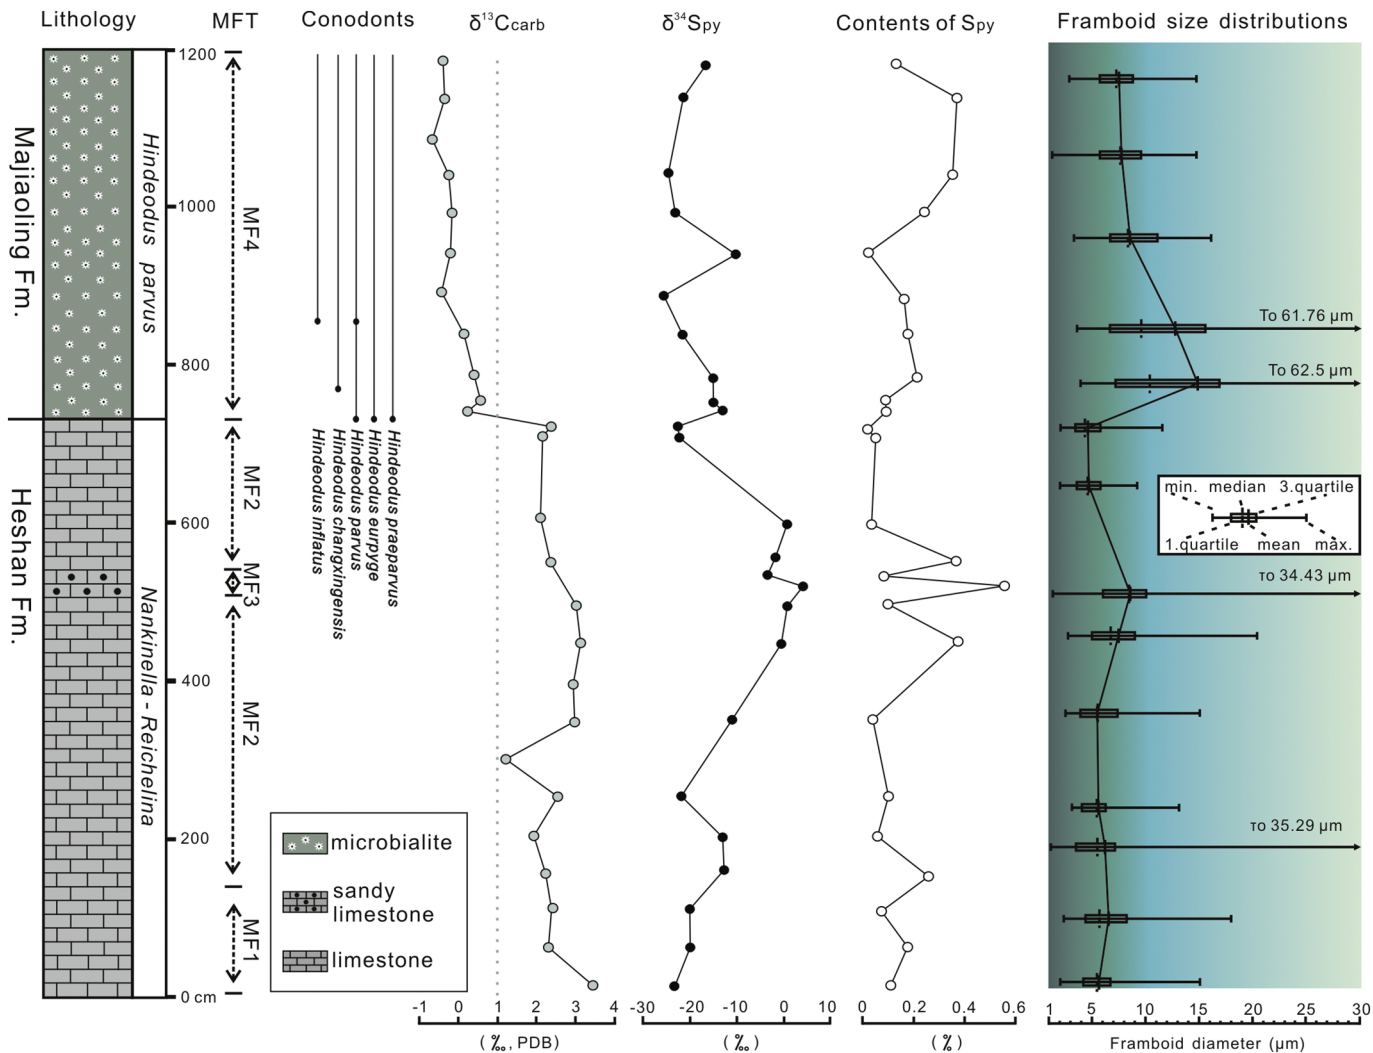 Lithology
MFT
Conodonts
δ¹³Ccarb
δ³⁴Spy
Contents of Spy
Framboid size distributions
Majiaoling Fm.
Heshan Fm.
Hindeodus parvus
Nankinella - Reichelina
1200
1000
800
600
400
200
0 cm
MF4
MF2
MF3
MF2
MF1
Hindeodus inflatus
Hindeodus changxingensis
Hindeodus parvus
Hindeodus eurpyge
Hindeodus praeparvus
microbialite
sandy
limestone
limestone
To 61.76 μm
To 62.5 μm
min. median 3.quartile
1.quartile mean måx.
To 34.43 μm
To 35.29 μm
-1 0 1 2 3 4
(‰, PDB)
-30 -20 -10 0 10
(‰)
0 0.2 0.4 0.6
(%)
1 5 10 15 20 25 30
Framboid diameter (μm)